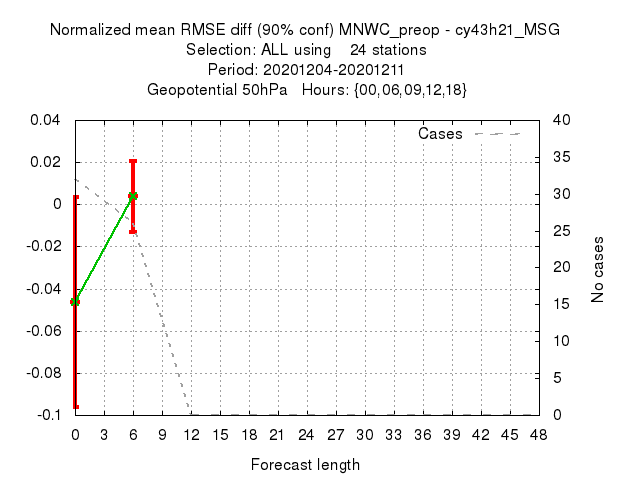 Normalized mean RMSE diff (90% conf) MNWC_preop - cy43h21_MSG
Selection: ALL using 24 stations
Period: 20201204-20201211
Geopotential 50hPa Hours: {00,06,09,12,18}
Cases
0.04
0.02
0
-0.02
-0.04
-0.06
-0.08
-0.1
40
35
30
25
20
15
10
5
0
No cases
0 3 6 9 12 15 18 21 24 27 30 33 36 39 42 45 48
Forecast length